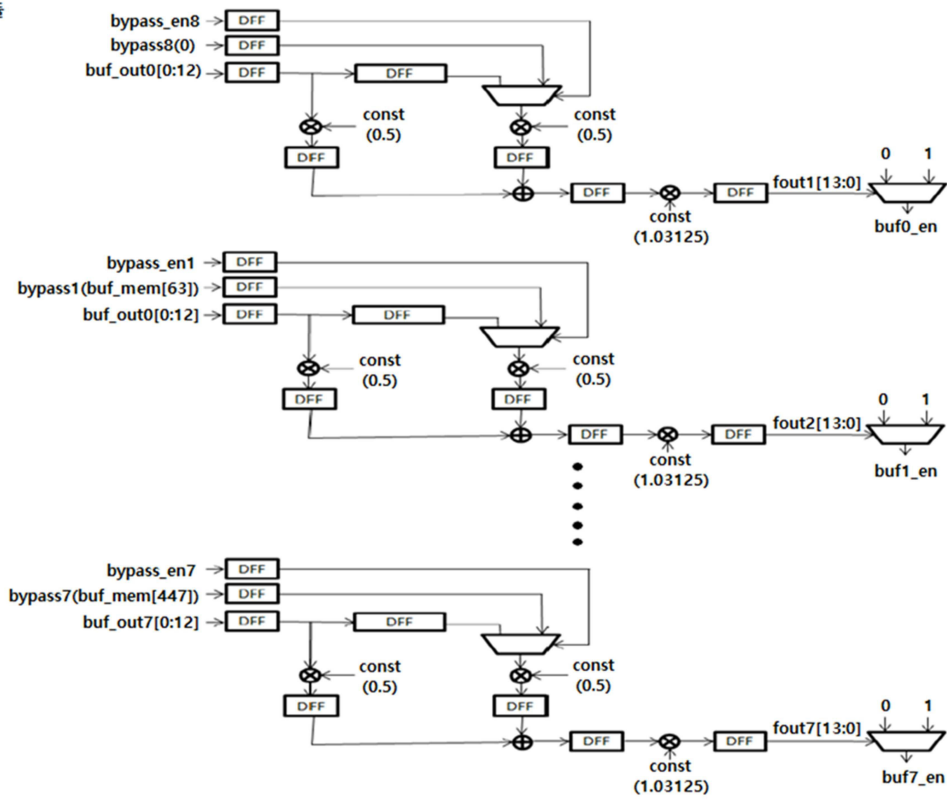 bypass_en8
DFF
bypass8(0)
DFF
buf_out0[0:12)
DFF
DFF
const
(0.5)
const
(0.5)
DFF
DFF
0
1
DFF
DFF
fout1[13:0]
const
(1.03125)
buf0_en
bypass_en1
DFF
bypass1(buf_mem[63])
DFF
buf_out0[0:12]
DFF
DFF
const
(0.5)
const
(0.5)
DFF
DFF
0
1
DFF
DFF
fout2[13:0]
const
(1.03125)
buf1_en
bypass_en7
DFF
bypass7(buf_mem[447])
DFF
buf_out7[0:12]
DFF
DFF
const
(0.5)
const
(0.5)
DFF
DFF
0
1
DFF
DFF
fout7[13:0]
const
(1.03125)
buf7_en